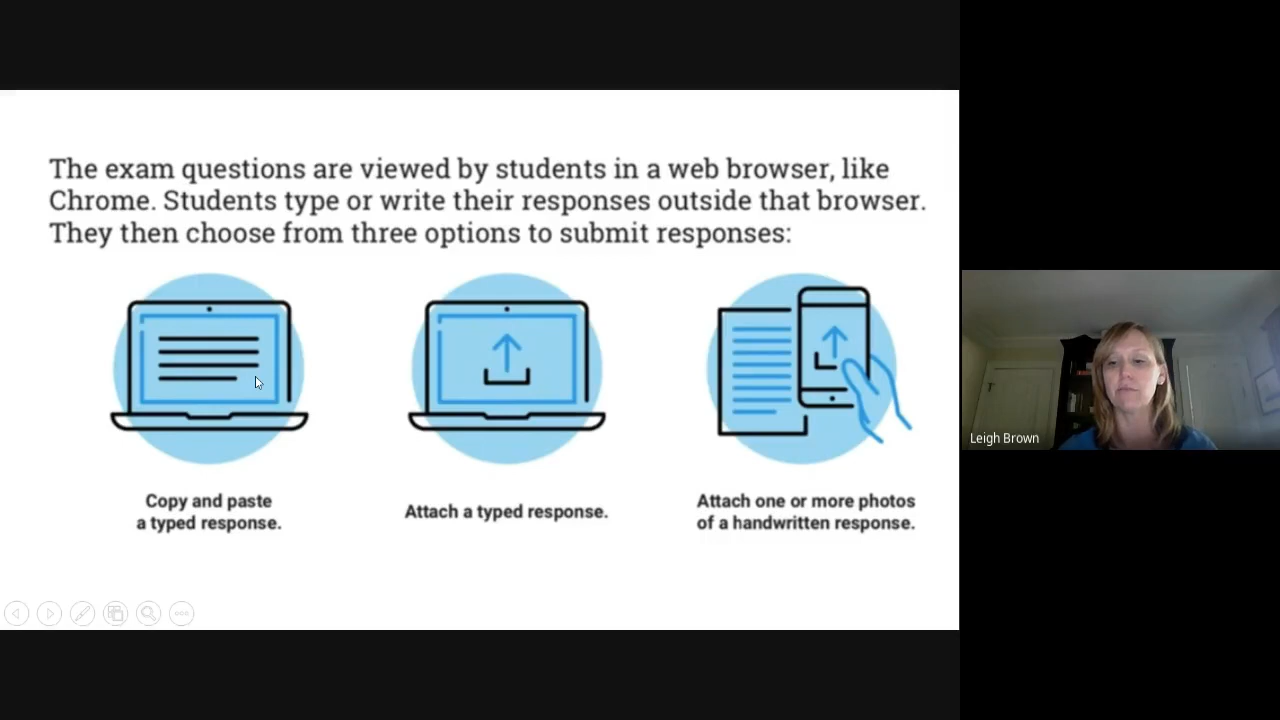 The exam questions are viewed by students in a web browser, like
Chrome. Students type or write their responses outside that browser.
They then choose from three options to submit responses:
Copy and paste
a typed response.
Attach a typed response.
Attach one or more photos
of a handwritten response.
Leigh Brown